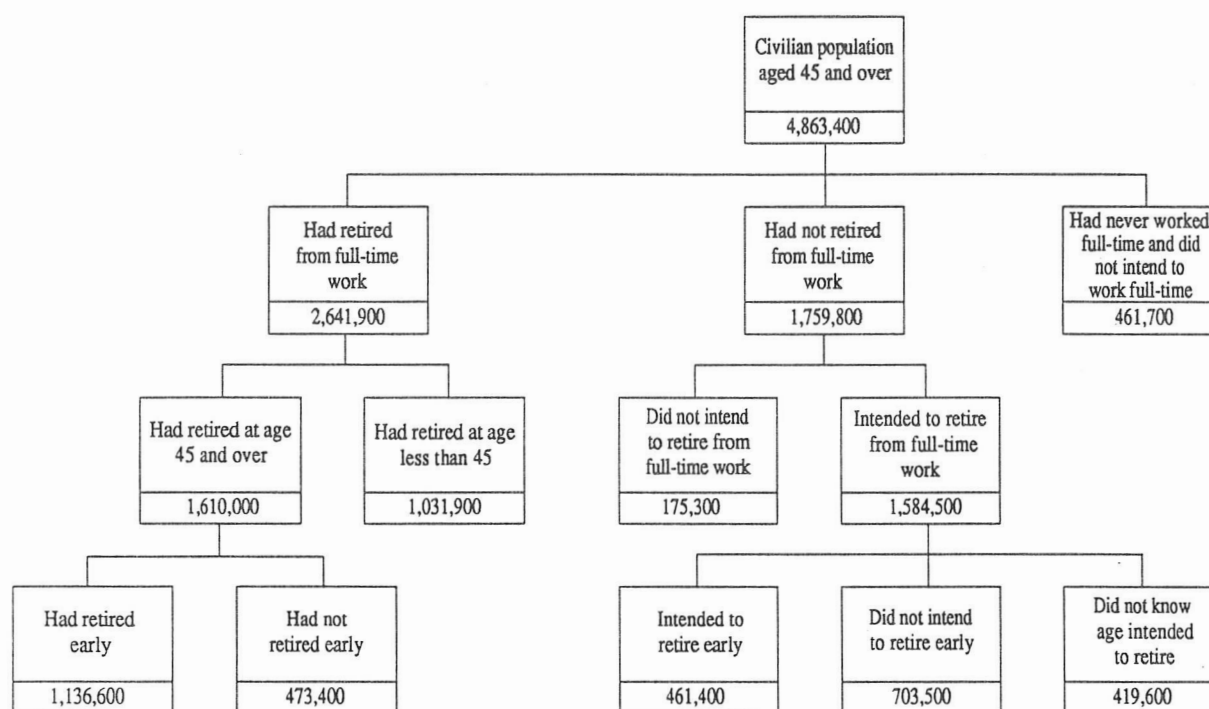 Civilian population
aged 45 and over
4,863,400
Had retired
from full-time
work
2,641,900
Had not retired
from full-time
work
1,759,800
Had never worked
full-time and did
not intend to
work full-time
461,700
Had retired at age
45 and over
1,610,000
Had retired at age
less than 45
1,031,900
Did not intend
to retire from
full-time work
175,300
Intended to retire
from full-time
work
1,584,500
Had retired
early
1,136,600
Had not
retired early
473,400
Intended to
retire early
461,400
Did not intend
to retire early
703,500
Did not know
age intended
to retire
419,600